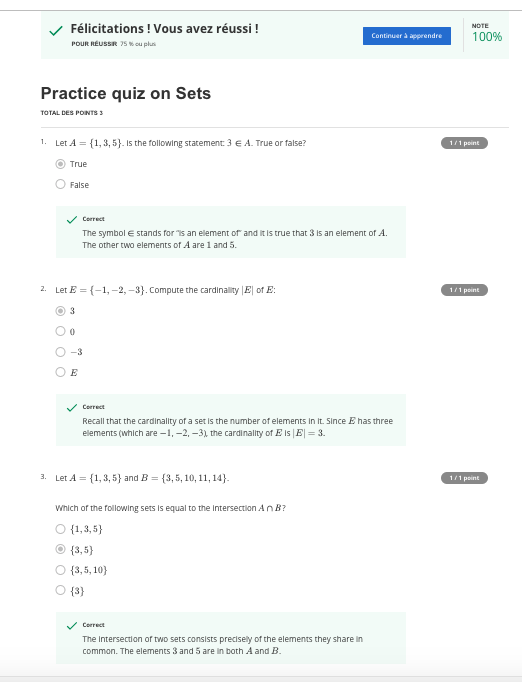 Félicitations ! Vous avez réussi !
POUR RÉUSSIR 75 % ou plus
Continuer à apprendre
NOTE
100%
Practice quiz on Sets
TOTAL DES POINTS 3
1. Let A = {1, 3, 5}. Is the following statement: 3 ∈ A. True or false?
1 / 1 point
True
False
Correct
The symbol ∈ stands for "is an element of" and it is true that 3 is an element of A.
The other two elements of A are 1 and 5.
2. Let E = {−1, −2, −3}. Compute the cardinality |E| of E:
1 / 1 point
3
0
−3
E
Correct
Recall that the cardinality of a set is the number of elements in it. Since E has three
elements (which are −1, −2, −3), the cardinality of E is |E| = 3.
3. Let A = {1, 3, 5} and B = {3, 5, 10, 11, 14}.
1 / 1 point
Which of the following sets is equal to the intersection A ∩ B?
{1, 3, 5}
{3, 5}
{3, 5, 10}
{3}
Correct
The intersection of two sets consists precisely of the elements they share in
common. The elements 3 and 5 are in both A and B.